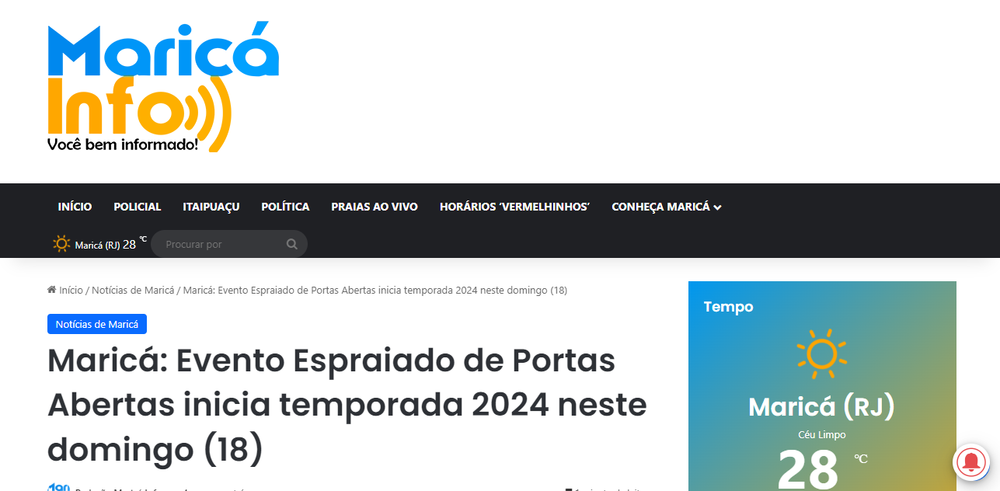 Maricá
Info
Você bem informado!
INÍCIO POLICIAL ITAIPUAÇU POLÍTICA PRAIAS AO VIVO HORÁRIOS ‘VERMELHINHOS’ CONHEÇA MARICÁ
Maricá (RJ) 28 ℃ Procurar por
Início / Notícias de Maricá / Maricá: Evento Espraiado de Portas Abertas inicia temporada 2024 neste domingo (18)
Notícias de Maricá
Maricá: Evento Espraiado de Portas
Abertas inicia temporada 2024 neste
domingo (18)
Tempo
Maricá (RJ)
Céu Limpo
28 ℃